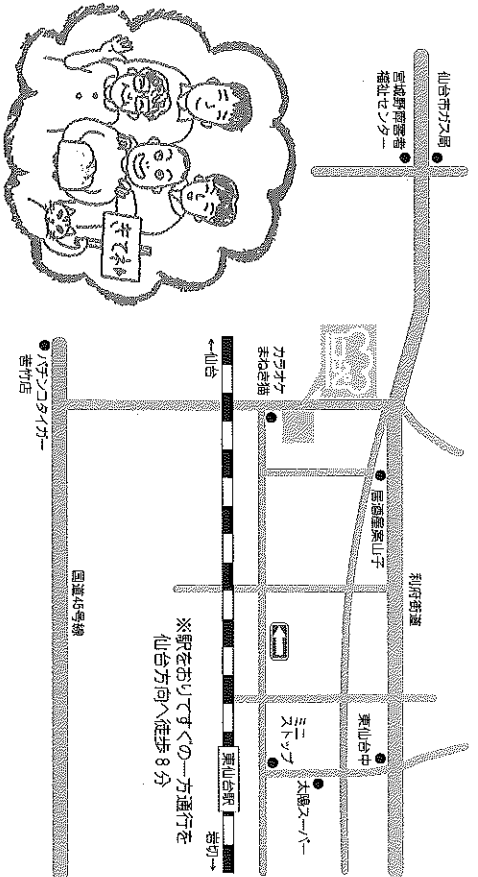 仙台市ガス局
宮城野障害者
福祉センター
利府街道
居酒屋案山子
東仙台中
太陽スーパー
ミニ
ストップ
カラオケ
まねき猫
←仙台
東仙台駅
岩切→
※駅をおりてすぐの一方通行を
仙台方向へ徒歩8分
国道45号線
パチンコタイガー
苦竹店
きてネ